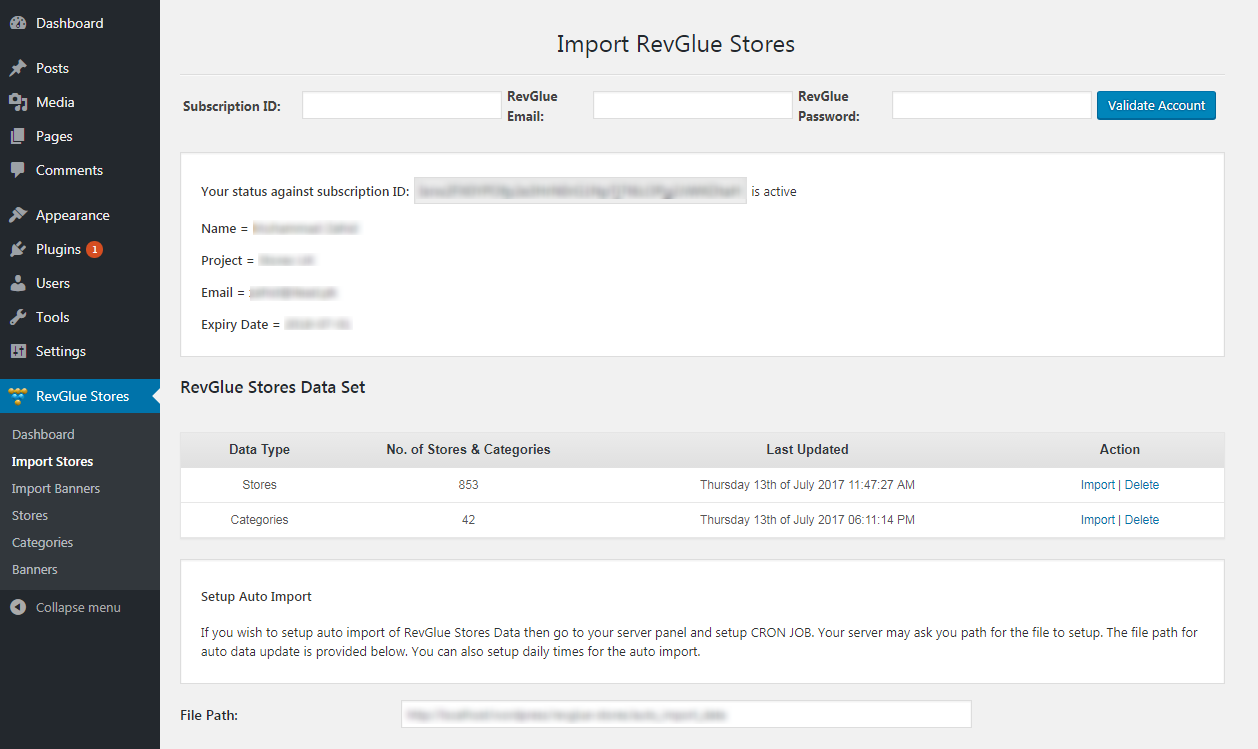 Dashboard
Posts
Media
Pages
Comments
Appearance
Plugins 1
Users
Tools
Settings
RevGlue Stores
Dashboard
Import Stores
Import Banners
Stores
Categories
Banners
Collapse menu
Import RevGlue Stores
Subscription ID:
RevGlue
Email:
RevGlue
Password:
Validate Account
Your status against subscription ID: is active
Name =
Project =
Email =
Expiry Date =
RevGlue Stores Data Set
Data Type No. of Stores & Categories Last Updated Action
Stores 853 Thursday 13th of July 2017 11:47:27 AM Import | Delete
Categories 42 Thursday 13th of July 2017 06:11:14 PM Import | Delete
Setup Auto Import
If you wish to setup auto import of RevGlue Stores Data then go to your server panel and setup CRON JOB. Your server may ask you path for the file to setup. The file path for
auto data update is provided below. You can also setup daily times for the auto import.
File Path: